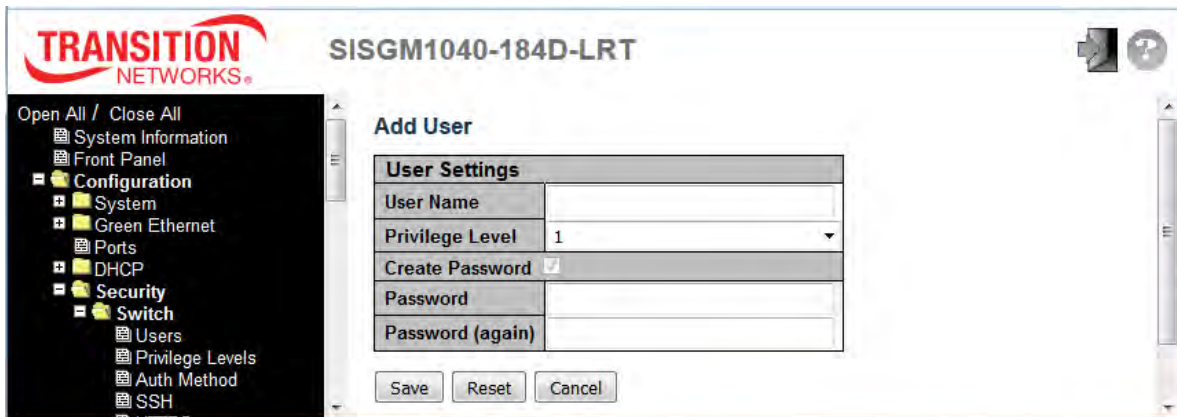 TRANSITION
NETWORKS®
SISGM1040-184D-LRT
Open All / Close All
System Information
Front Panel
Configuration
System
Green Ethernet
Ports
DHCP
Security
Switch
Users
Privilege Levels
Auth Method
SSH
Add User
User Settings
User Name
Privilege Level 1
Create Password
Password
Password (again)
Save Reset Cancel